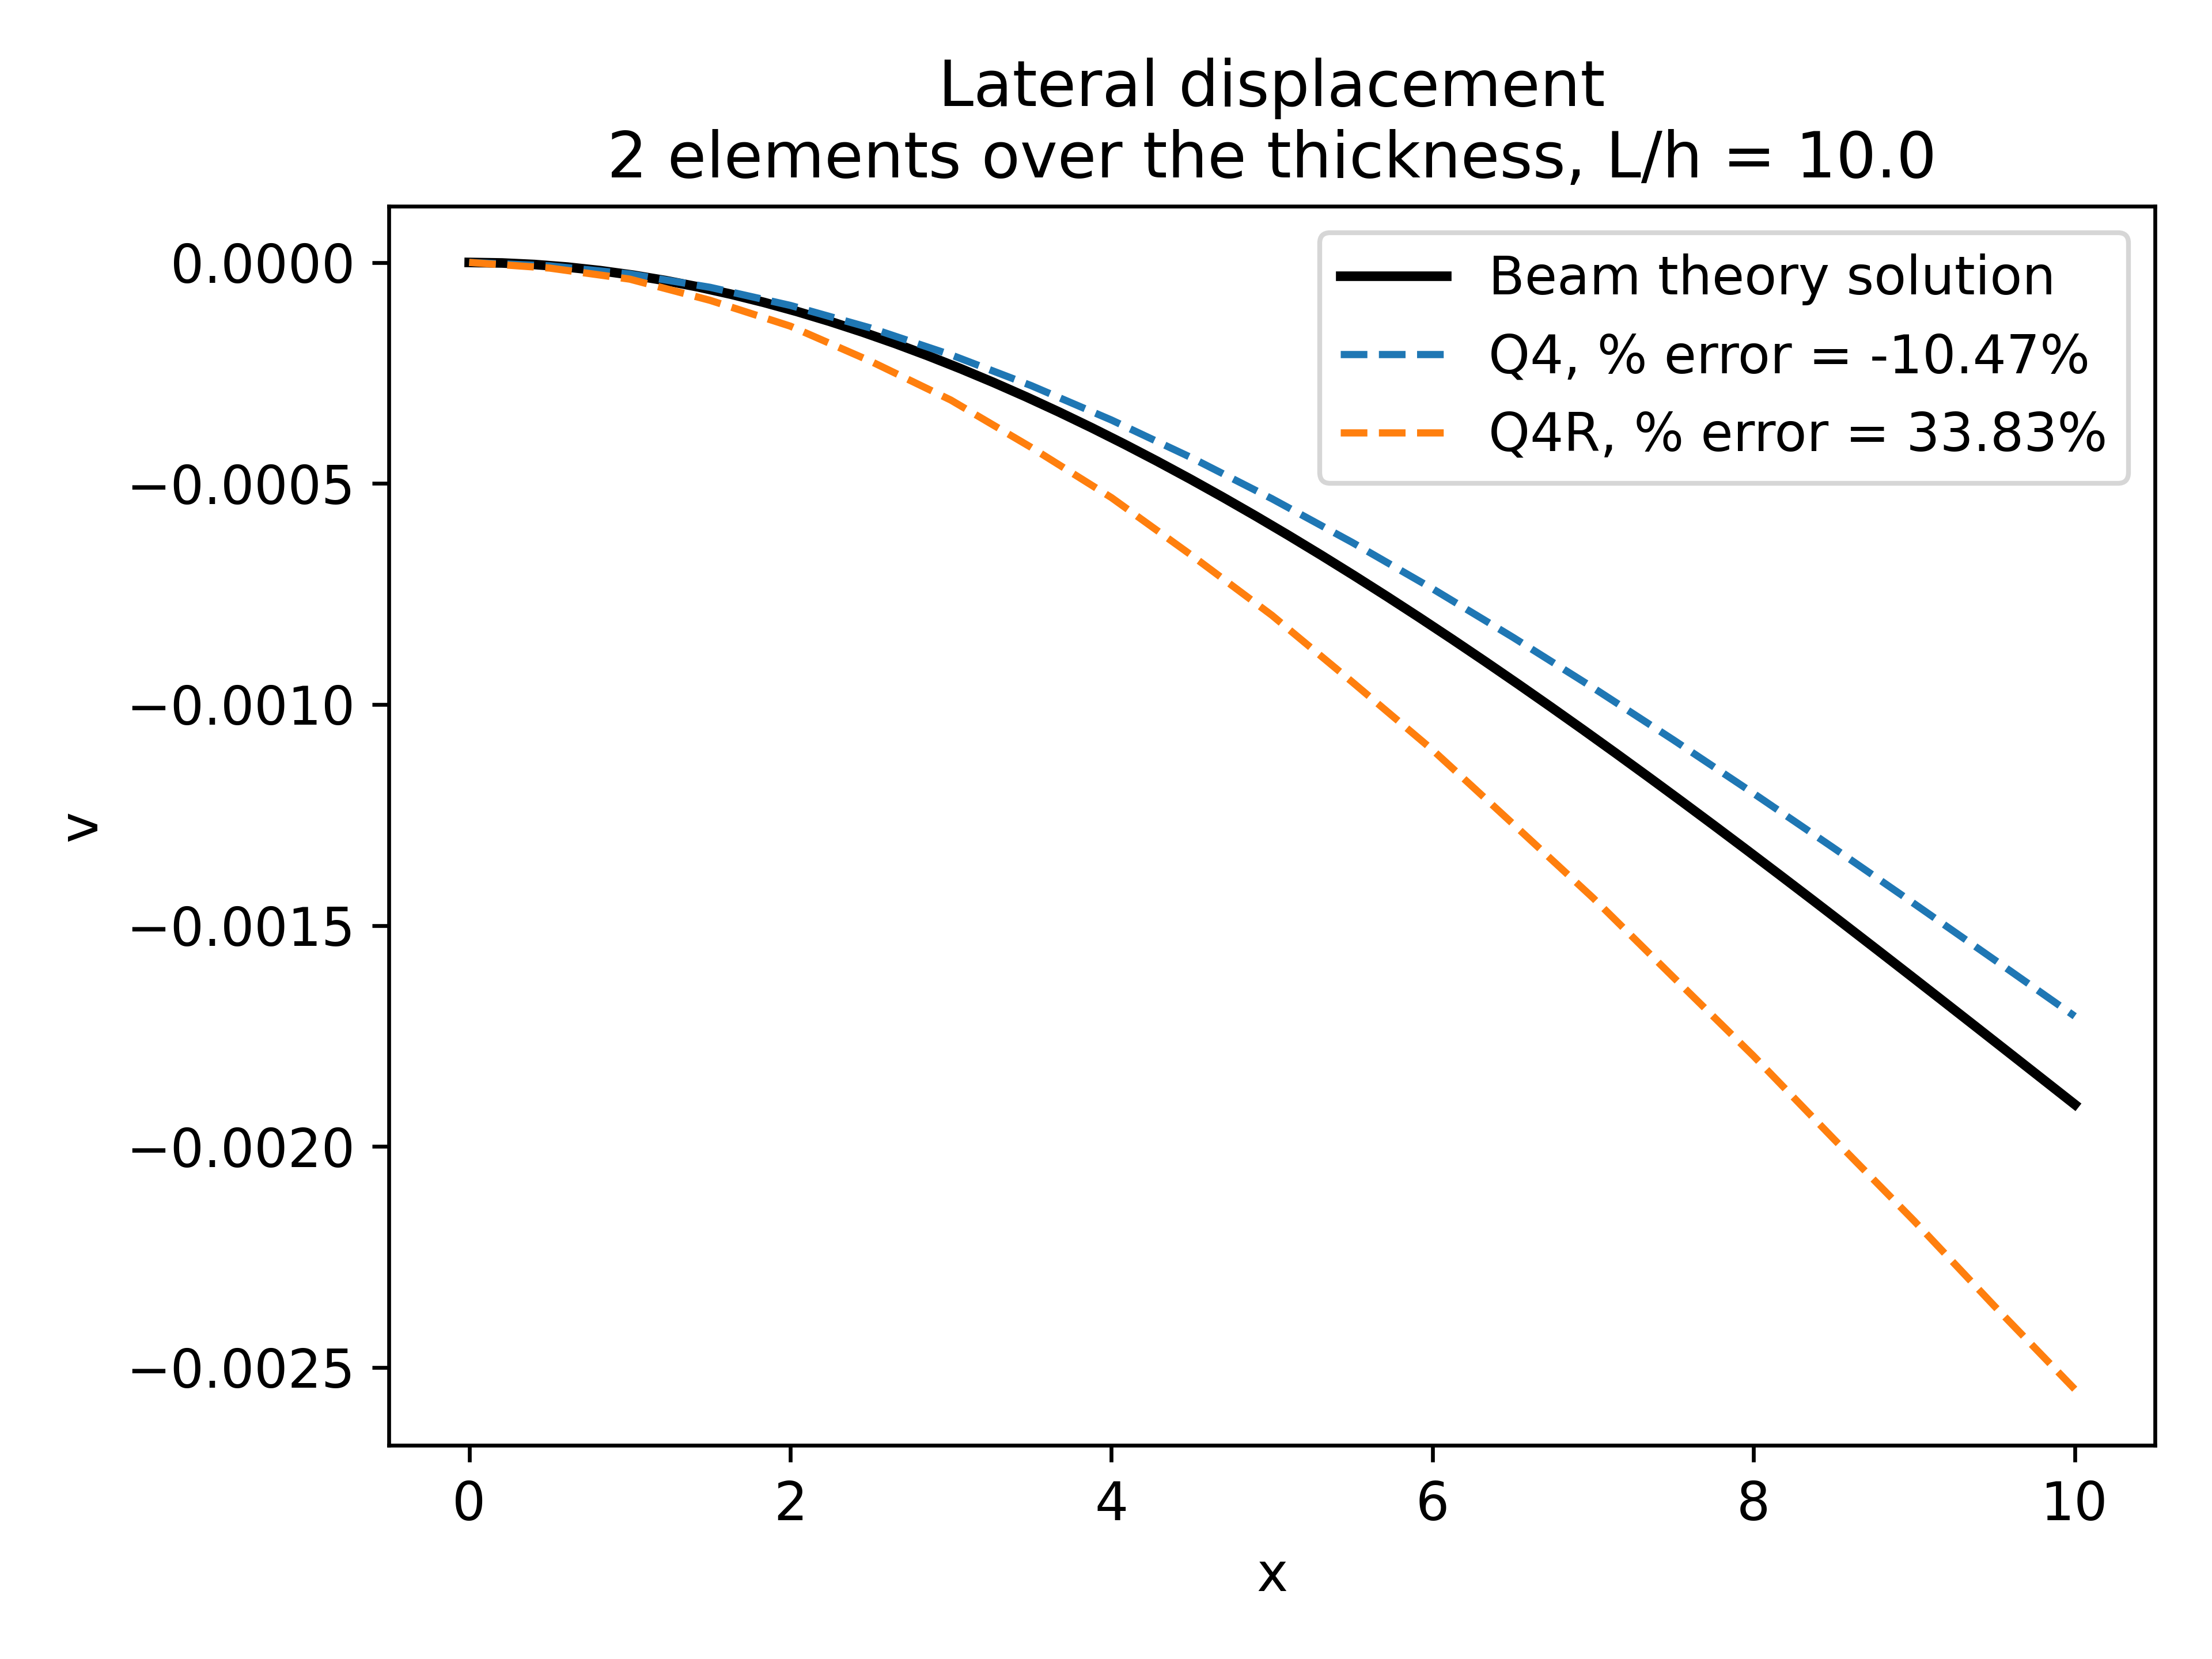 Lateral displacement
2 elements over the thickness, L/h = 10.0
Beam theory solution
Q4, % error = -10.47%
Q4R, % error = 33.83%
0.0000
−0.0005
−0.0010
−0.0015
−0.0020
−0.0025
v
0 2 4 6 8 10
x